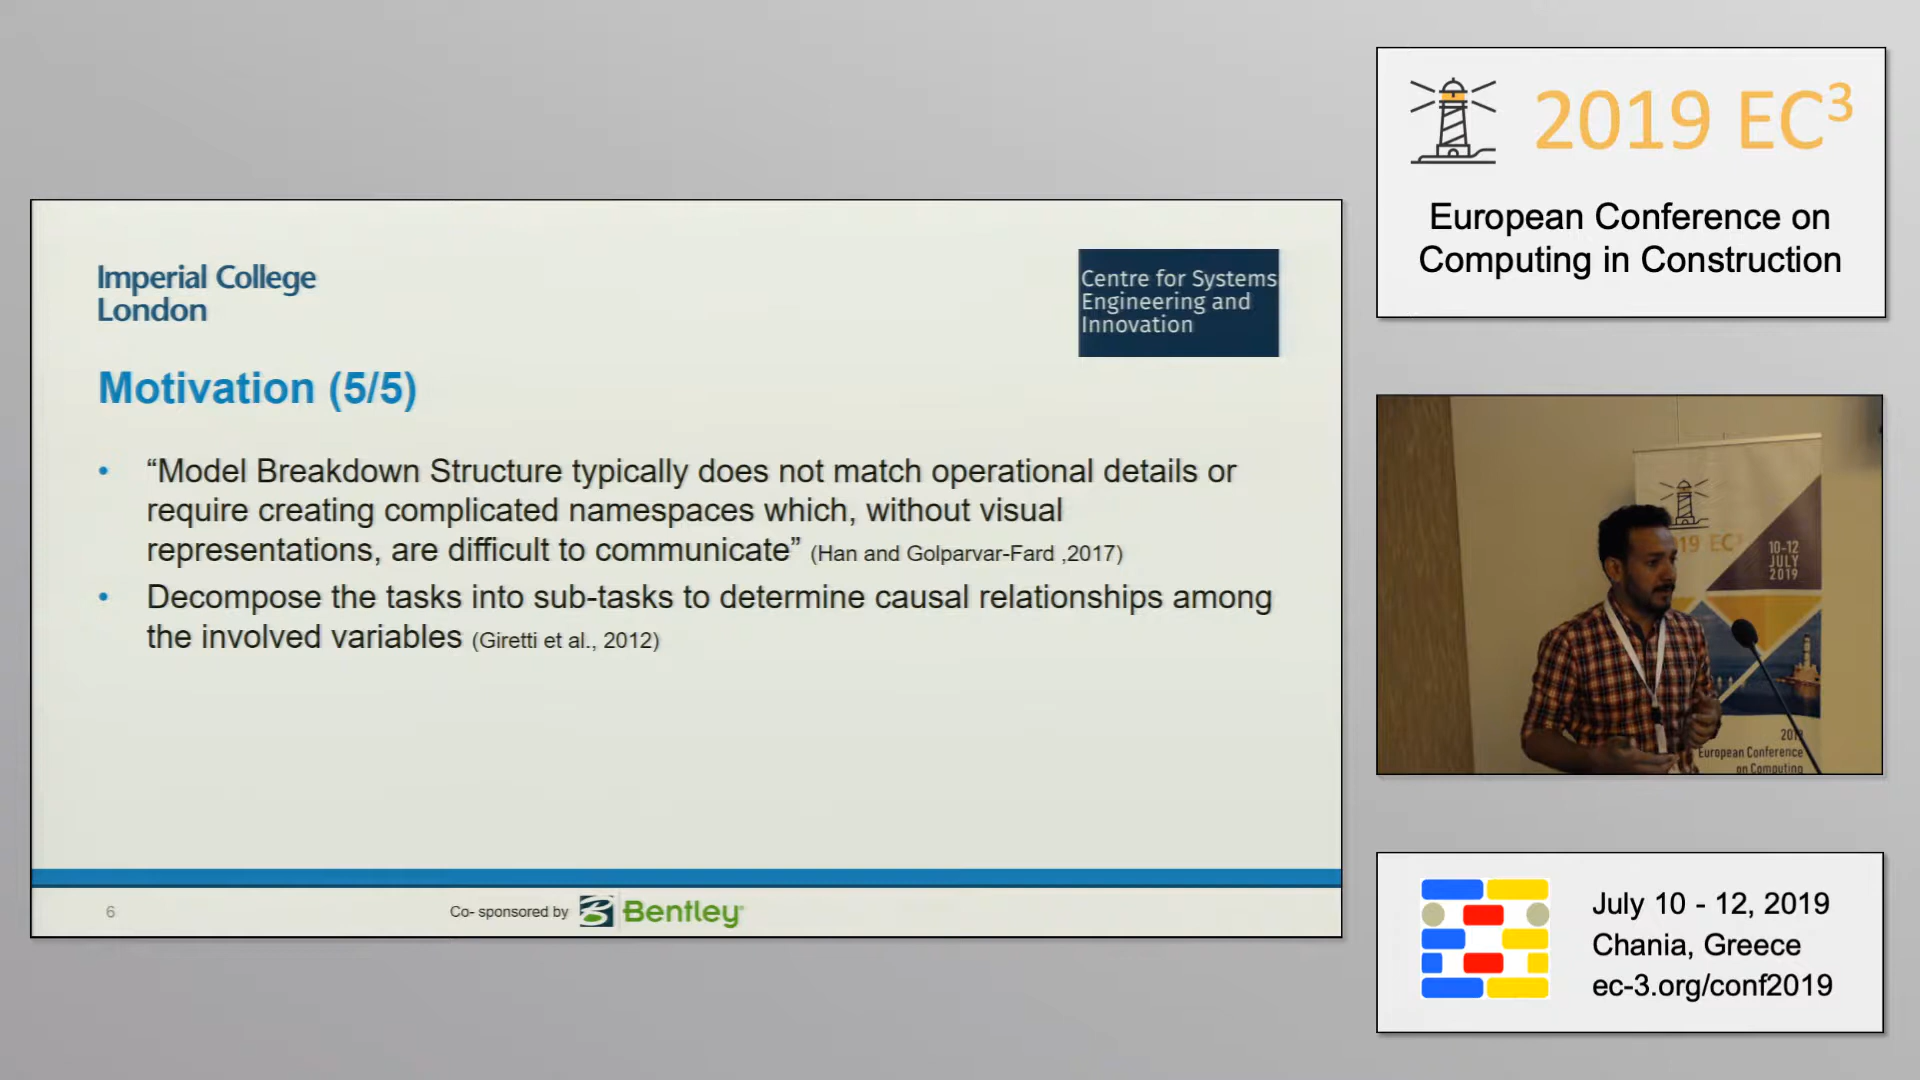 Imperial College
London
Centre for Systems
Engineering and
Innovation
Motivation (5/5)
• “Model Breakdown Structure typically does not match operational details or
require creating complicated namespaces which, without visual
representations, are difficult to communicate” (Han and Golparvar-Fard ,2017)
• Decompose the tasks into sub-tasks to determine causal relationships among
the involved variables (Giretti et al., 2012)
6
Co- sponsored by
Bentley
2019 EC³
European Conference on
Computing in Construction
19 EC³
10-12
JULY
2019
2019
European Conference
on Computing
July 10 - 12, 2019
Chania, Greece
ec-3.org/conf2019